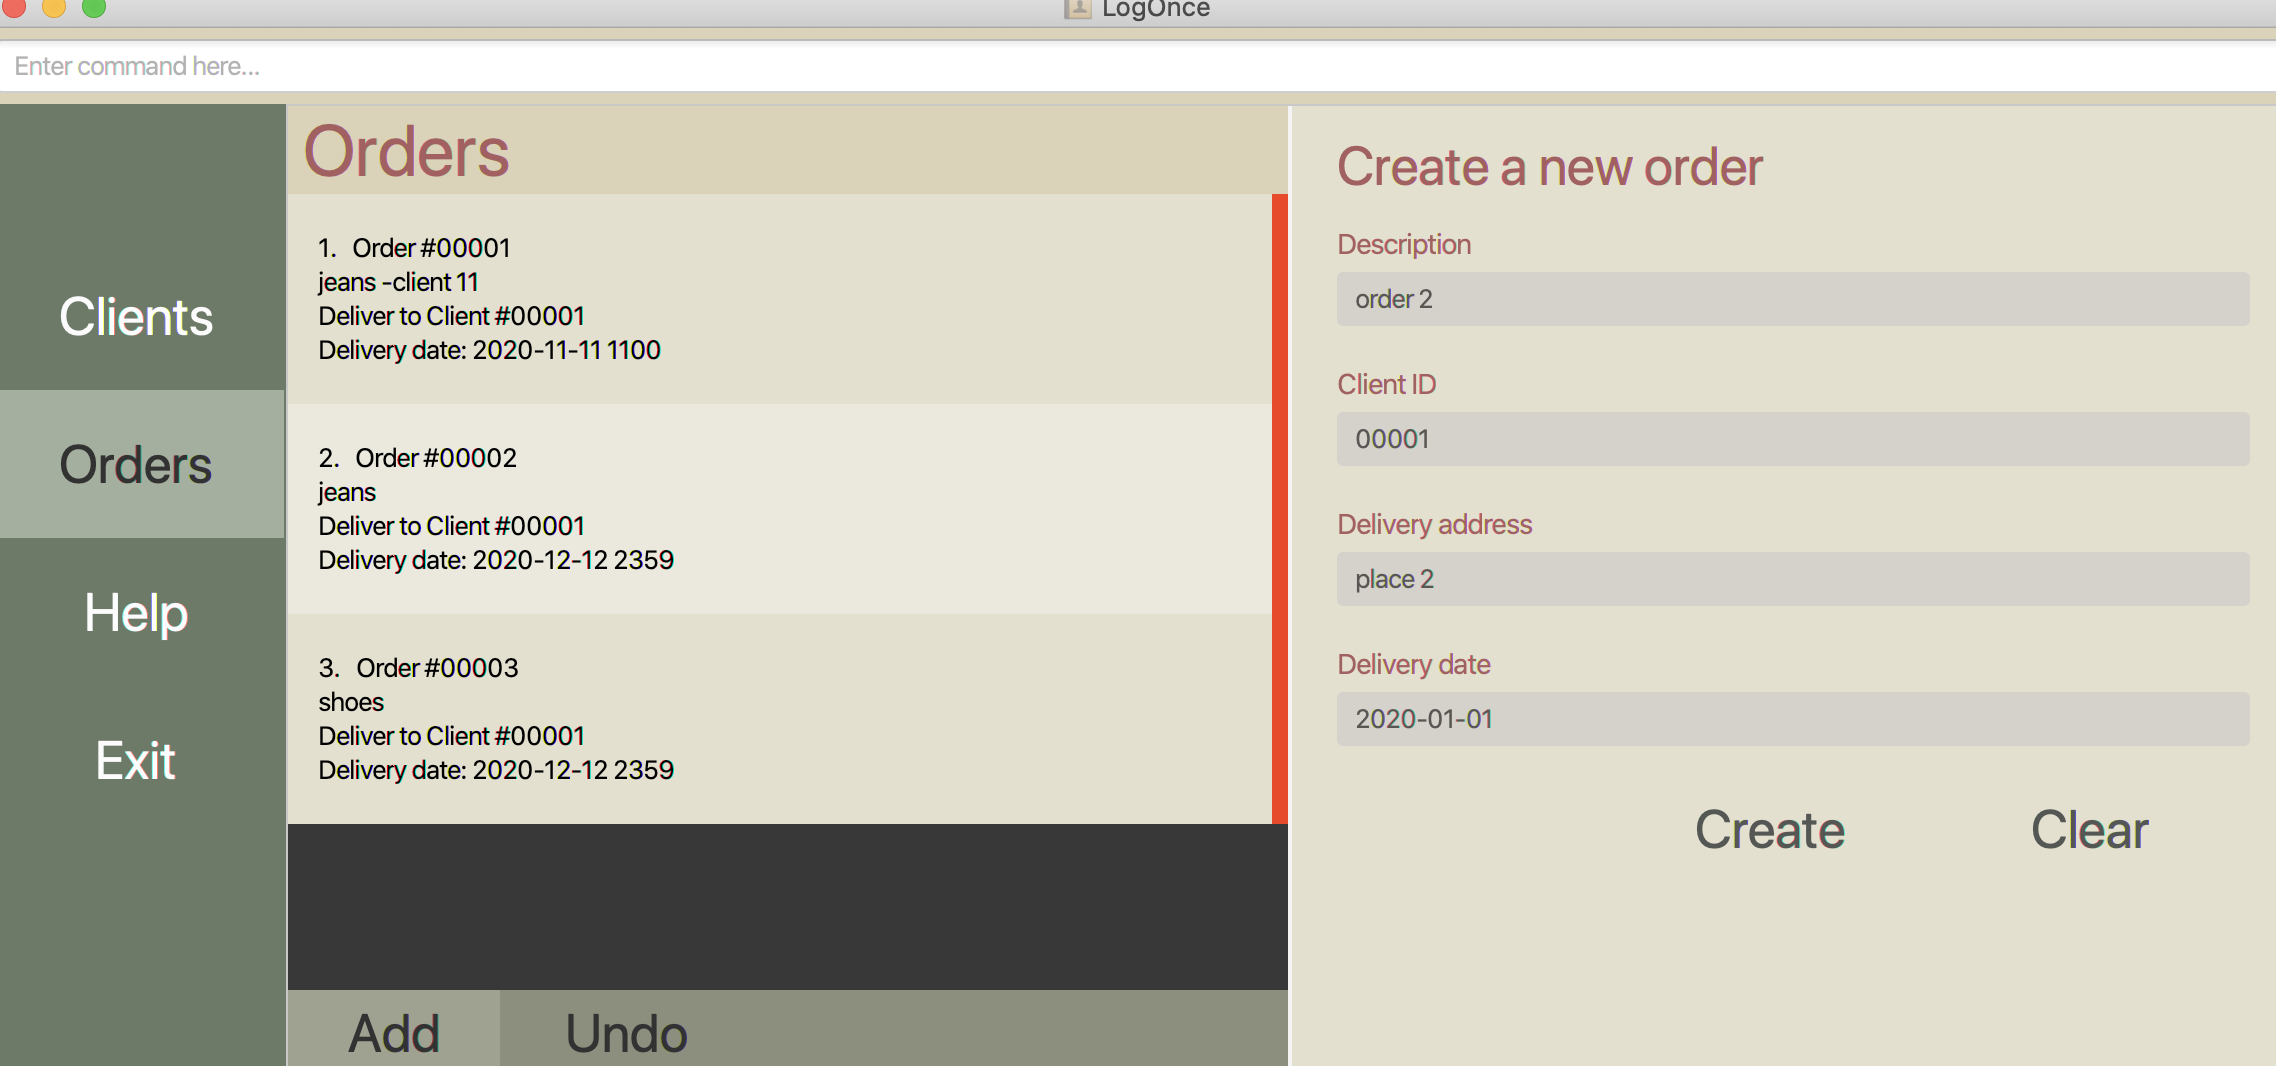 LogOnce
Enter command here...
Clients
Orders
Help
Exit
Orders
1. Order #00001
jeans -client 11
Deliver to Client #00001
Delivery date: 2020-11-11 1100
2. Order #00002
jeans
Deliver to Client #00001
Delivery date: 2020-12-12 2359
3. Order #00003
shoes
Deliver to Client #00001
Delivery date: 2020-12-12 2359
Add Undo
Create a new order
Description
order 2
Client ID
00001
Delivery address
place 2
Delivery date
2020-01-01
Create Clear